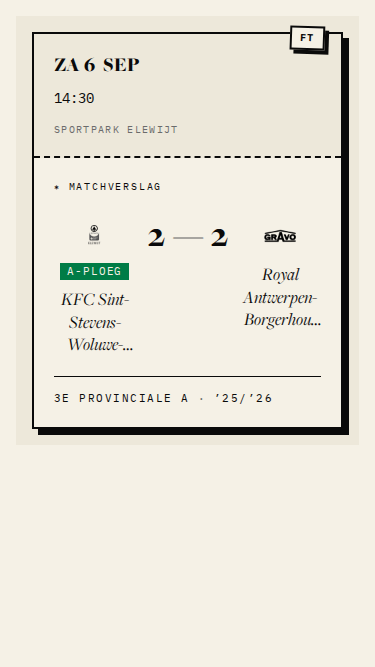 FT
ZA 6 SEP
14:30
SPORTPARK ELEWIJT
* MATCHVERSLAG
2 — 2
GRAVO
A-PLOEG
KFC Sint-
Stevens-
Woluwe-...
Royal
Antwerpen-
Borgerhou...
3E PROVINCIALE A · '25/'26